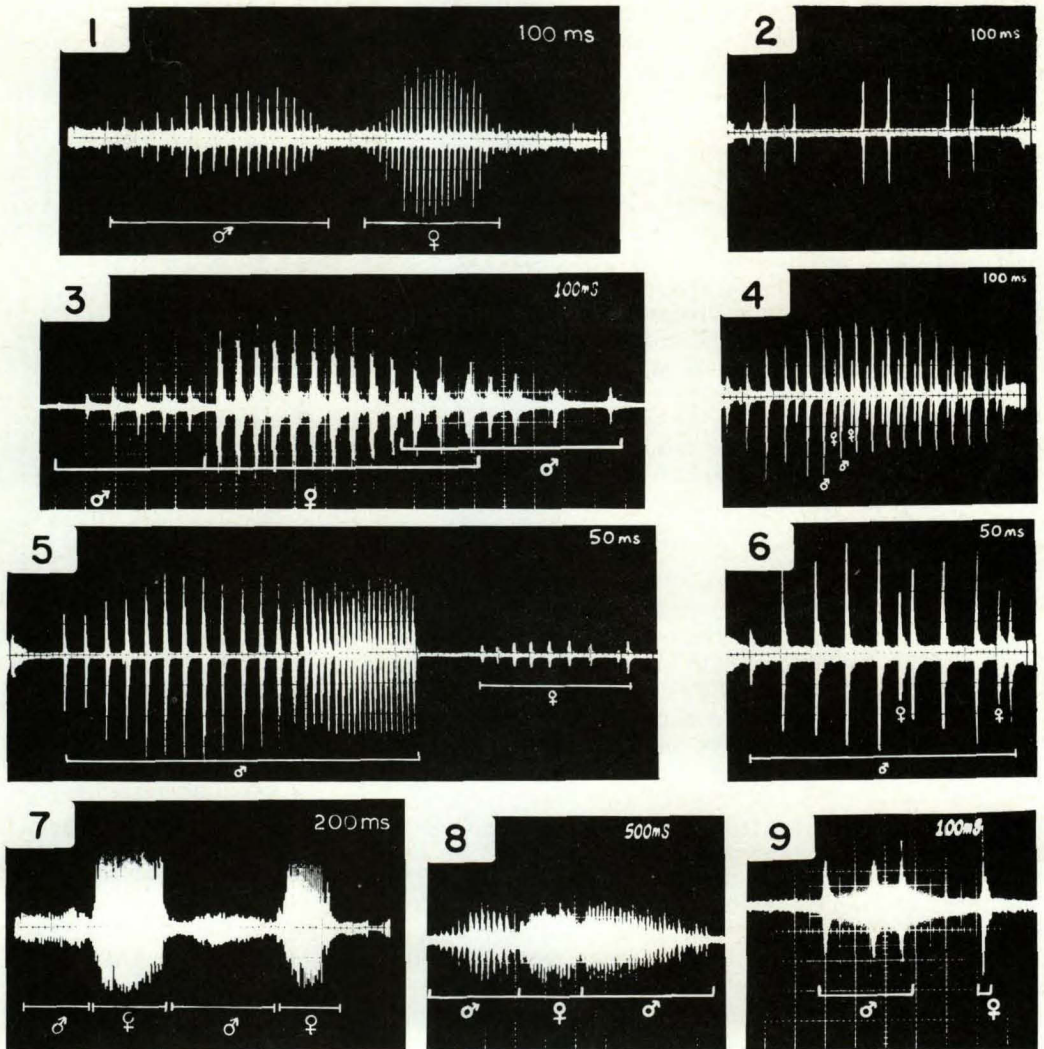 1
100 ms
♂
♀
2
100 ms
3
100mS
♂
♀
♂
4
100 ms
♀ ♀
♂
♂
5
50 ms
♀
♂
6
50 ms
♀
♀
♂
7
200 ms
♂ ♀ ♂ ♀
8
500mS
♂ ♀ ♂
9
100mS
♂ ♀